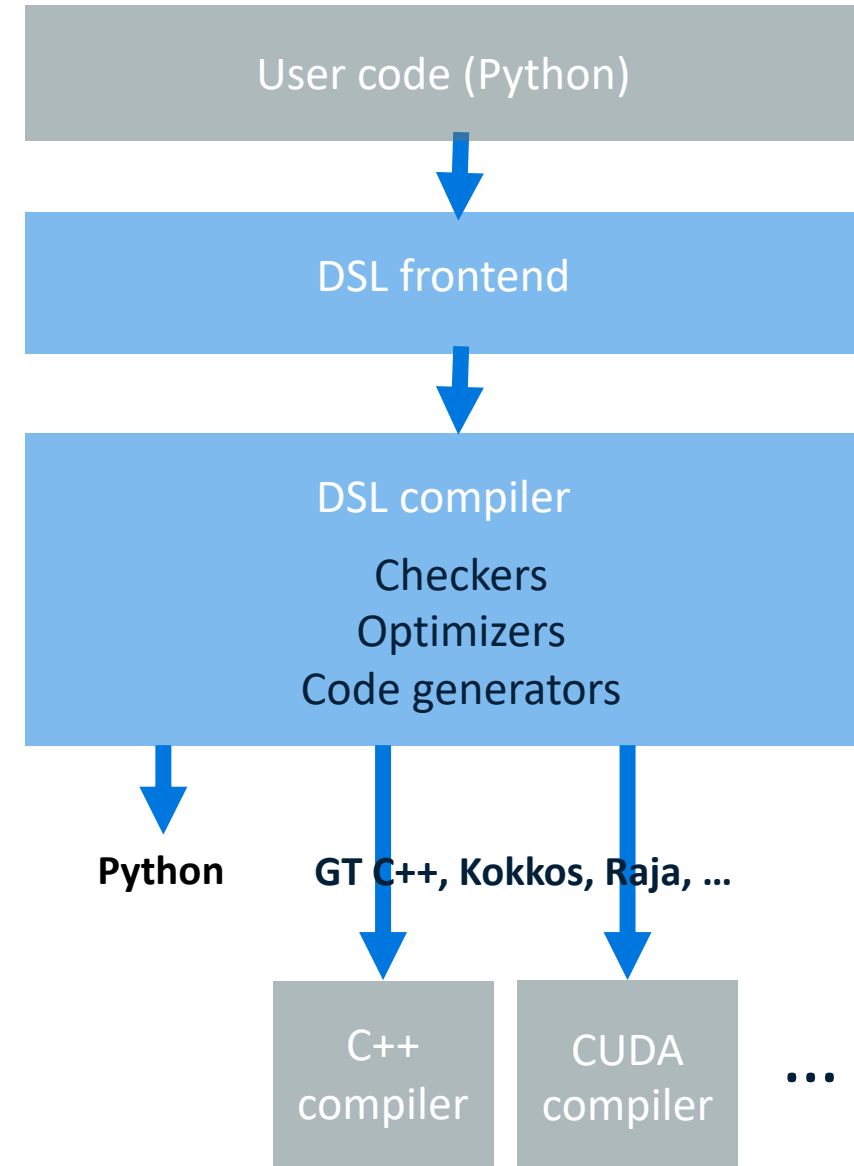 User code (Python)
DSL frontend
DSL compiler
Checkers
Optimizers
Code generators
Python
GT C++, Kokkos, Raja, …
C++
compiler
CUDA
compiler
…